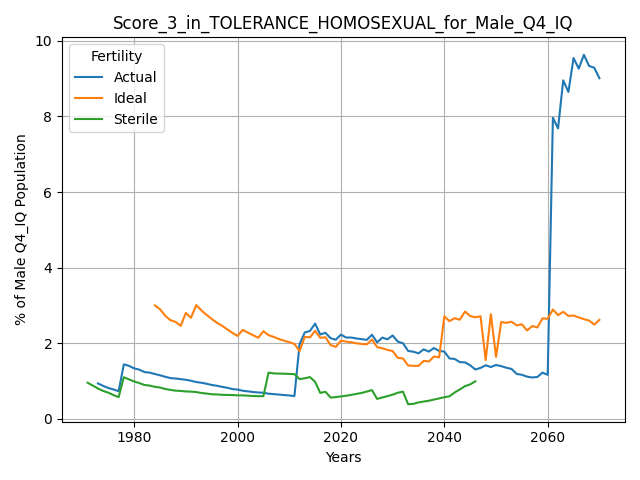 Score_3_in_TOLERANCE_HOMOSEXUAL_for_Male_Q4_IQ
Fertility
Actual
Ideal
Sterile
% of Male Q4_IQ Population
10
8
6
4
2
0
1980
2000
2020
2040
2060
Years